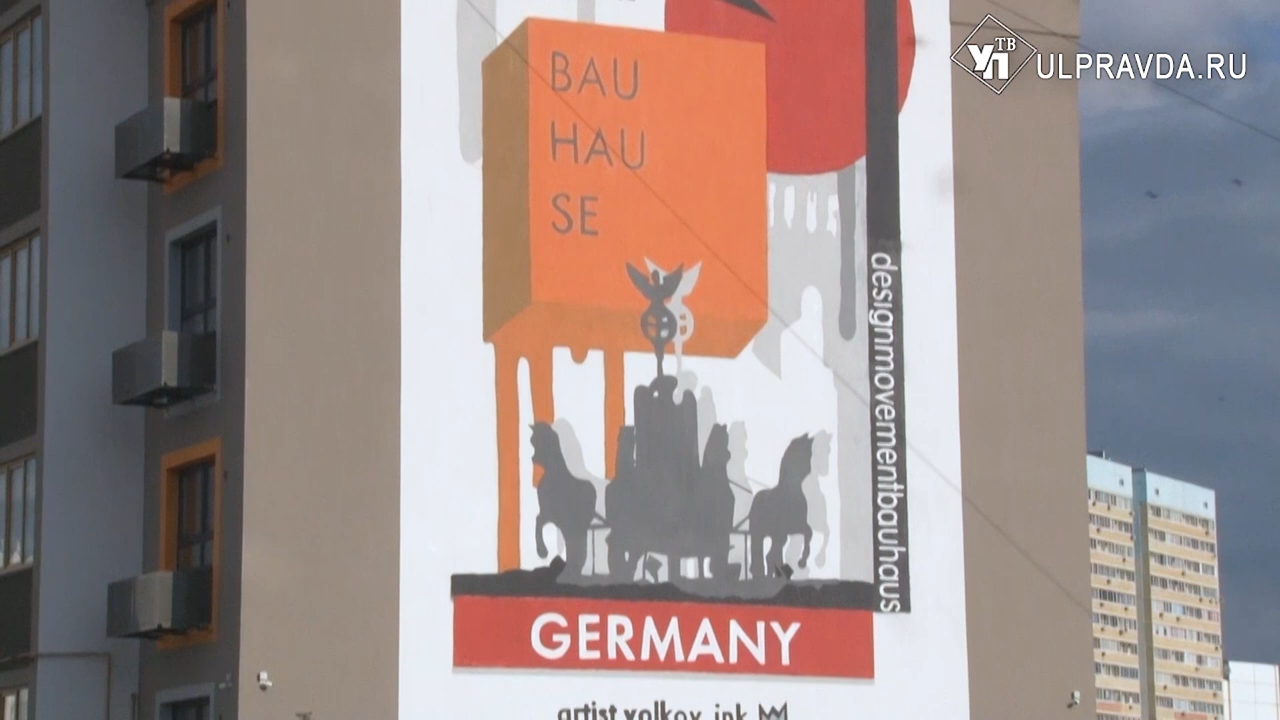 УП ТВ
ULPRAVDA.RU
BAU
HAU
SE
designmovementbauhaus
GERMANY
artist volkov_ink